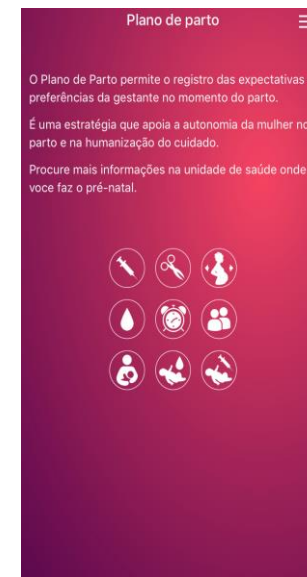 Plano de parto
O Plano de Parto permite o registro das expectativas
preferências da gestante no momento do parto.
É uma estratégia que apoia a autonomia da mulher no
parto e na humanização do cuidado.
Procure mais informações na unidade de saúde onde
voce faz o pré-natal.